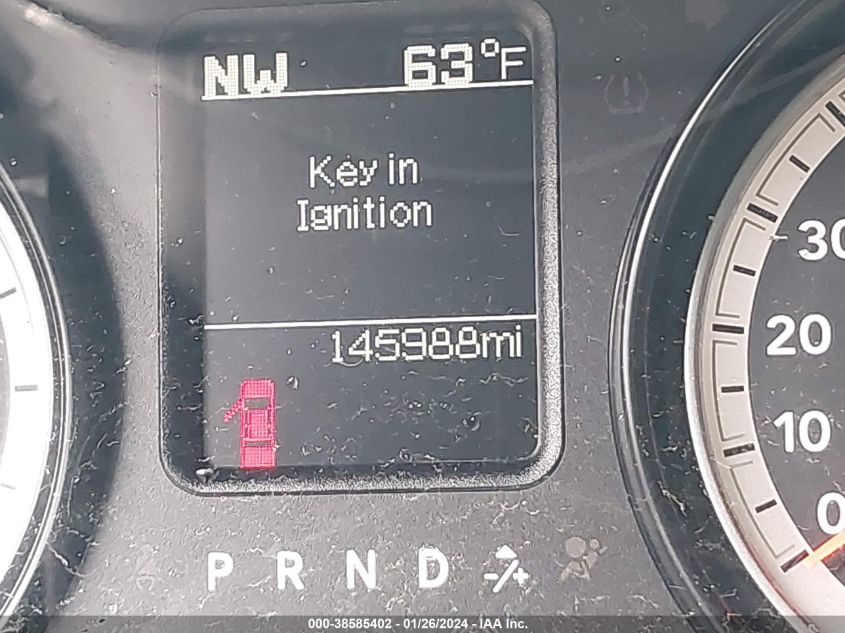 NW 63°F
Key in
Ignition
145988mi
30
20
10
0
P R N D -/+
000-38585402 - 01/26/2024 - IAA Inc.